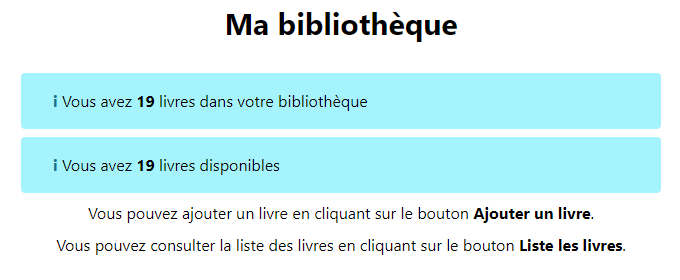 Ma bibliothèque
i Vous avez 19 livres dans votre bibliothèque
i Vous avez 19 livres disponibles
Vous pouvez ajouter un livre en cliquant sur le bouton Ajouter un livre.
Vous pouvez consulter la liste des livres en cliquant sur le bouton Liste les livres.